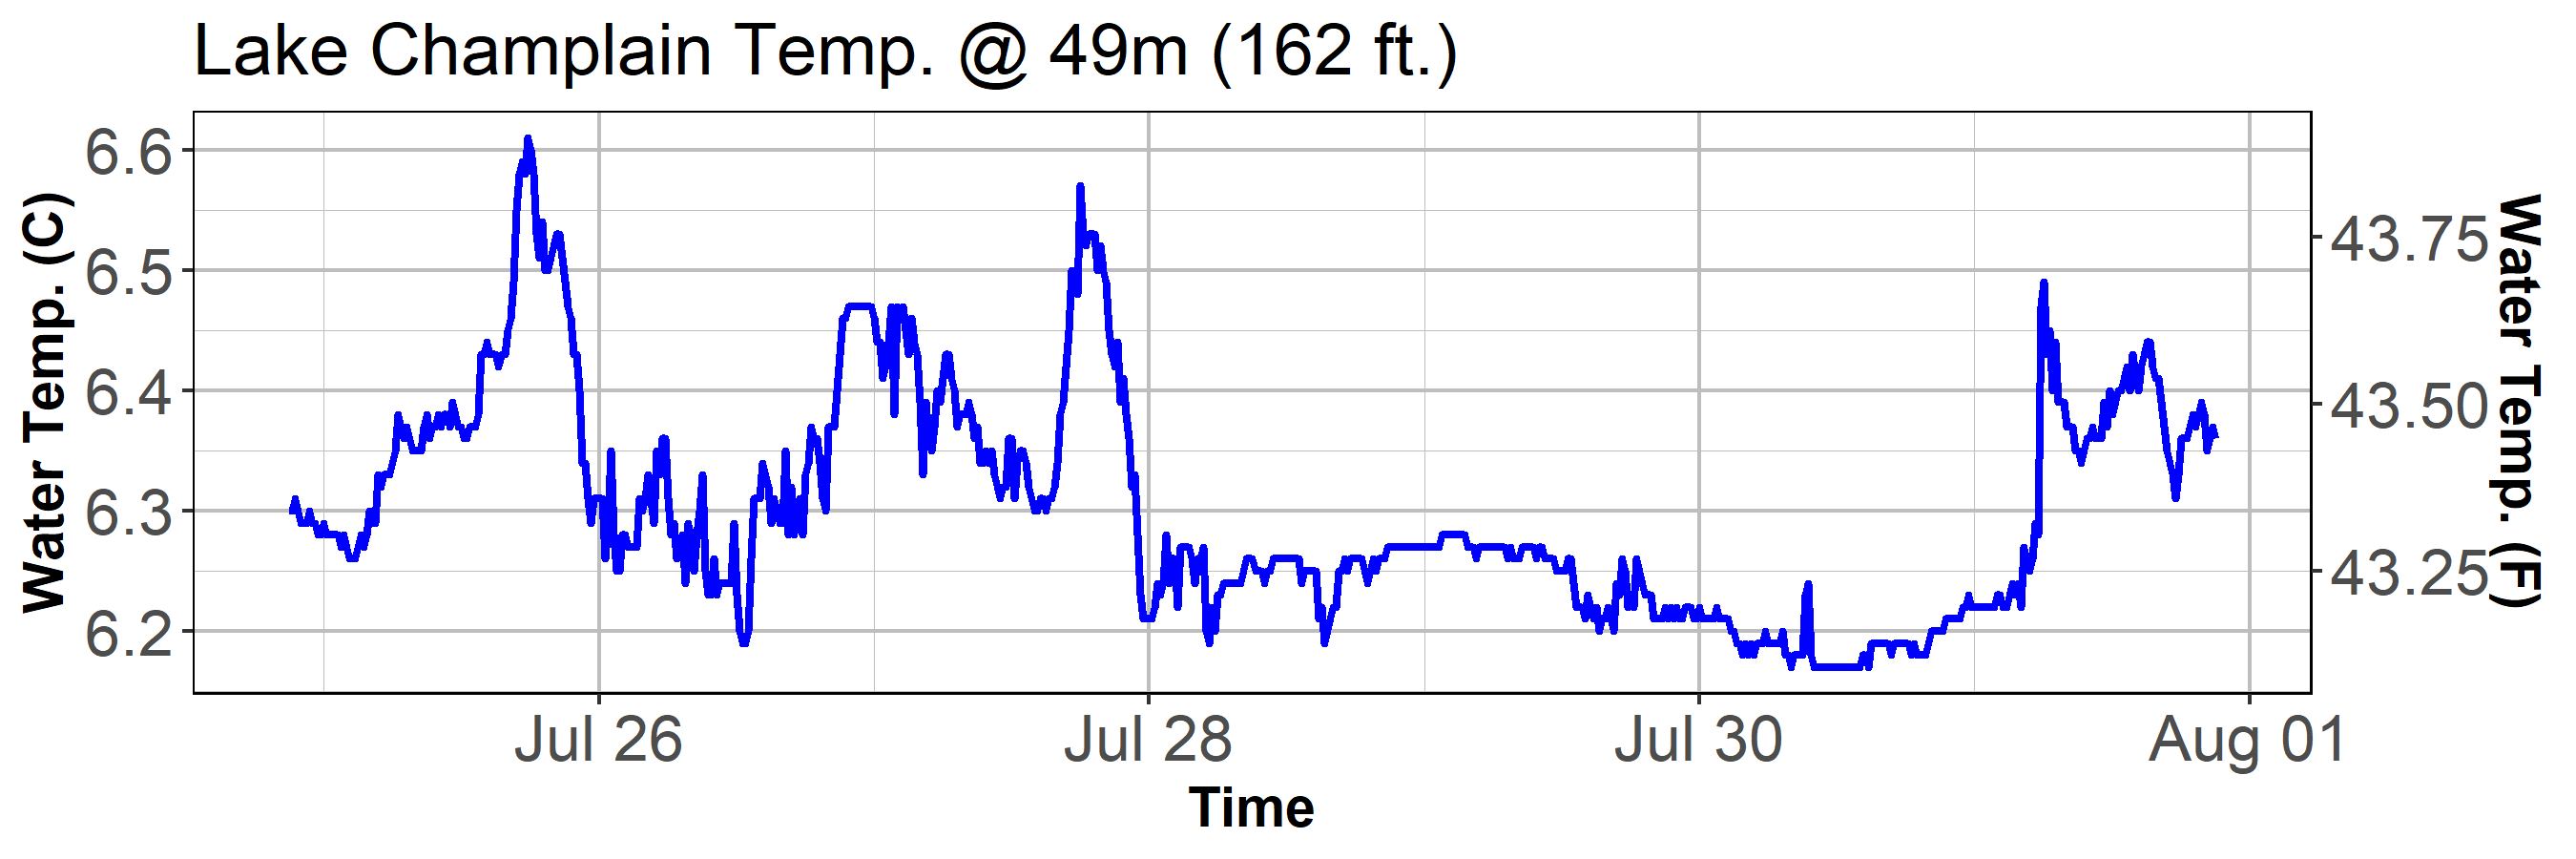 Lake Champlain Temp. @ 49m (162 ft.)
Water Temp. (C)
6.6
6.5
6.4
6.3
6.2
43.75
43.50
43.25
Water Temp. (F)
Jul 26
Jul 28
Jul 30
Aug 01
Time